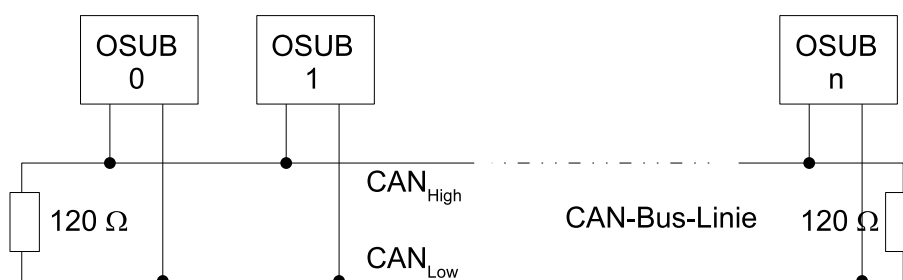 OSUB
0
OSUB
1
OSUB
n
CANHigh
120 Ω
CAN-Bus-Linie
120 Ω
CANLow